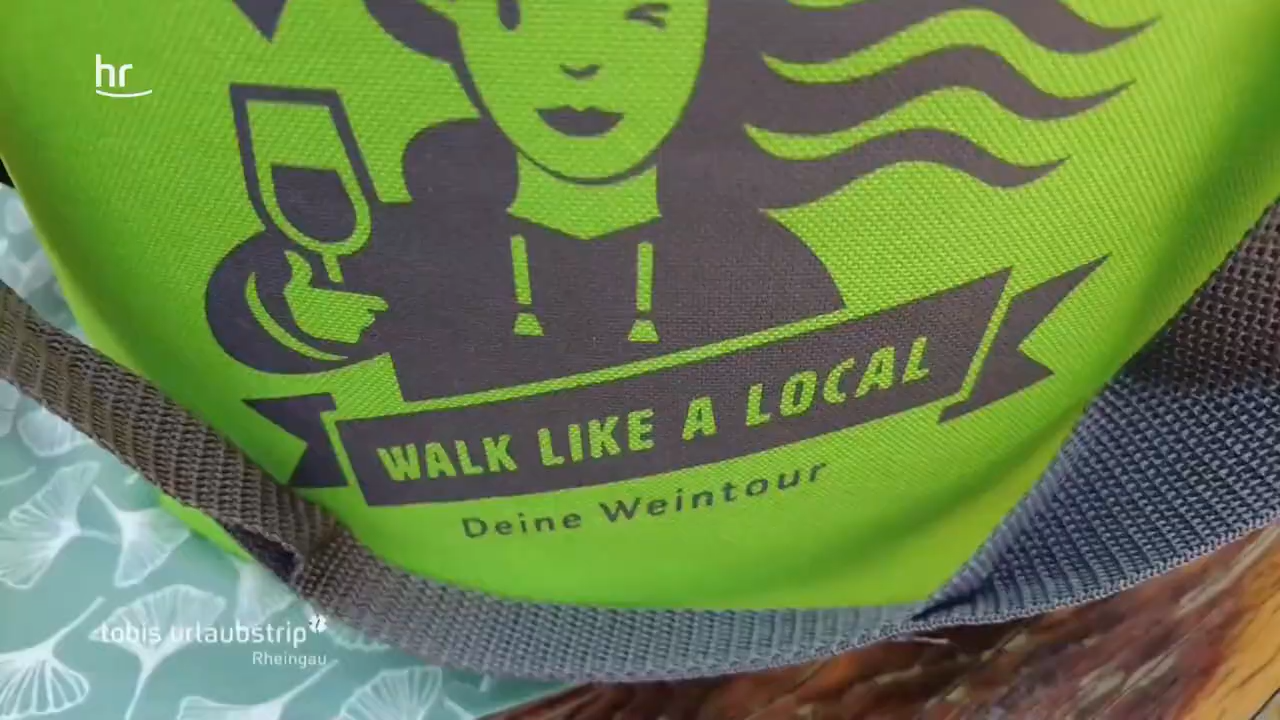 hr
WALK LIKE A LOCAL
Deine Weintour
tobis urlaubstrip
Rheingau